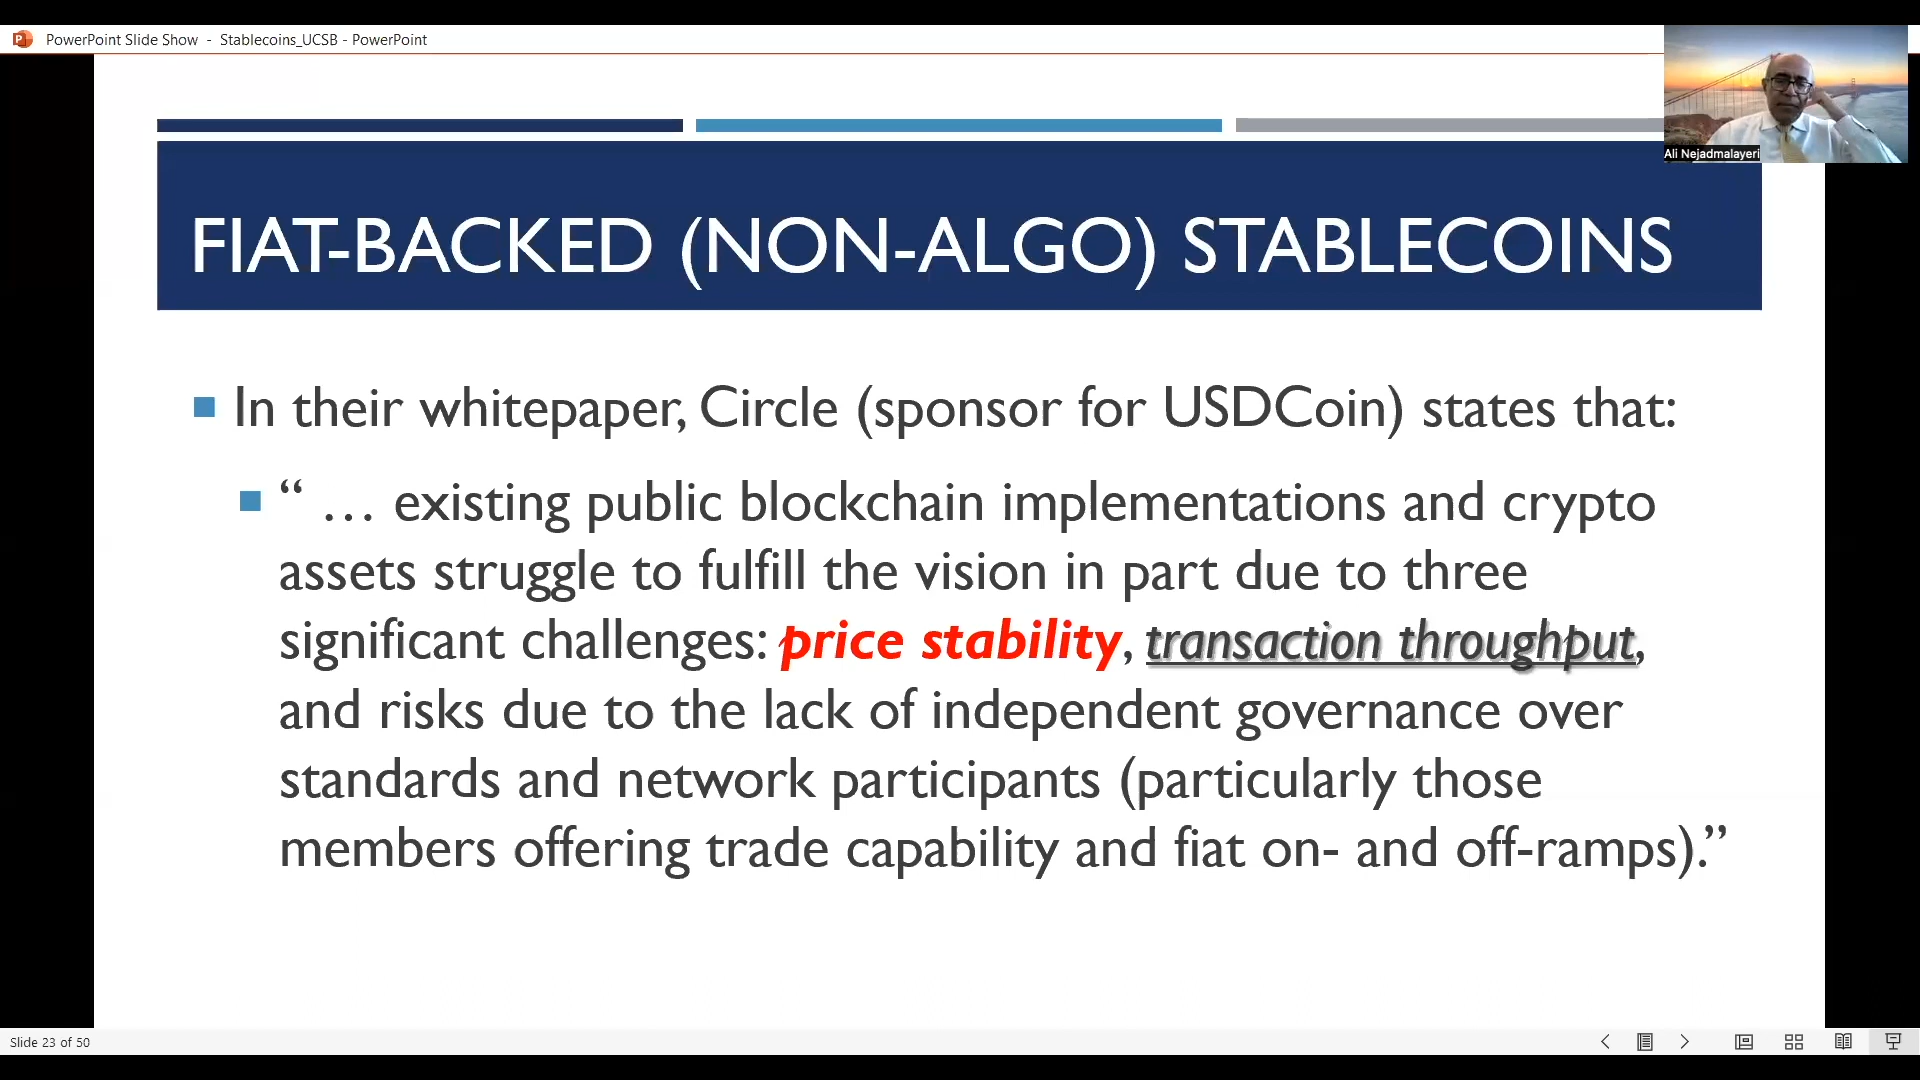 PowerPoint Slide Show - Stablecoins_UCSB - PowerPoint
Ali Nejadmalayeri
FIAT-BACKED (NON-ALGO) STABLECOINS
In their whitepaper, Circle (sponsor for USDCoin) states that:
“ … existing public blockchain implementations and crypto
assets struggle to fulfill the vision in part due to three
significant challenges: price stability, transaction throughput,
and risks due to the lack of independent governance over
standards and network participants (particularly those
members offering trade capability and fiat on- and off-ramps).”
Slide 23 of 50